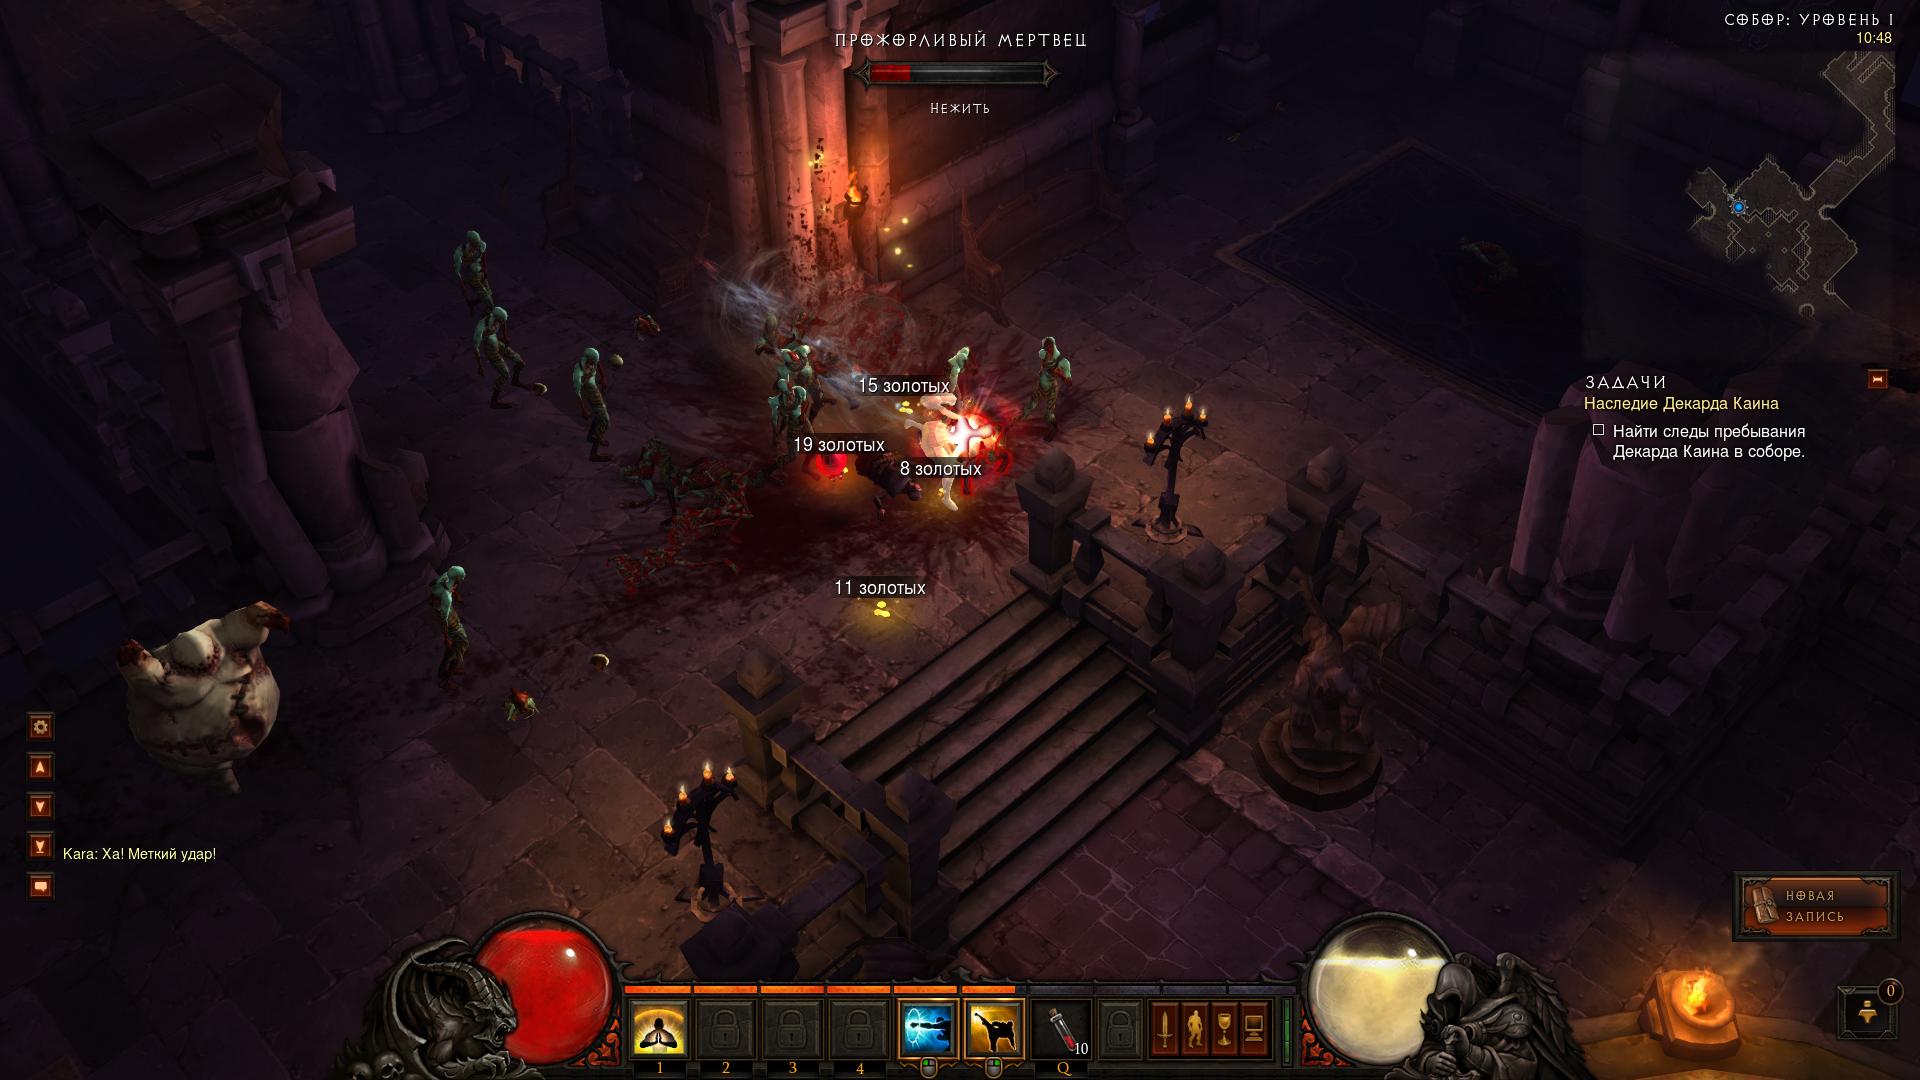 ПРОЖОРЛИВЫЙ МЕРТВЕЦ
НЕЖИТЬ
СОБОР: УРОВЕНЬ I
10:48
ЗАДАЧИ
Наследие Декарда Каина
Найти следы пребывания
Декарда Каина в соборе.
15 золотых
19 золотых
8 золотых
11 золотых
Kara: Ха! Меткий удар!
НОВАЯ
ЗАПИСЬ
0
10
1 2 3 4 Q